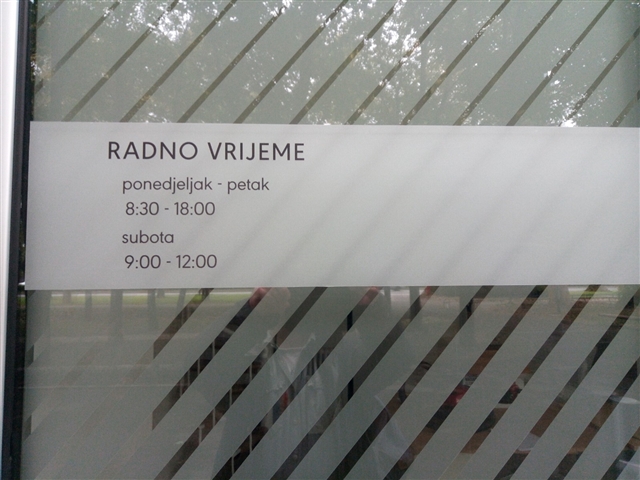 RADNO VRIJEME
ponedjeljak - petak
8:30 - 18:00
subota
9:00 - 12:00